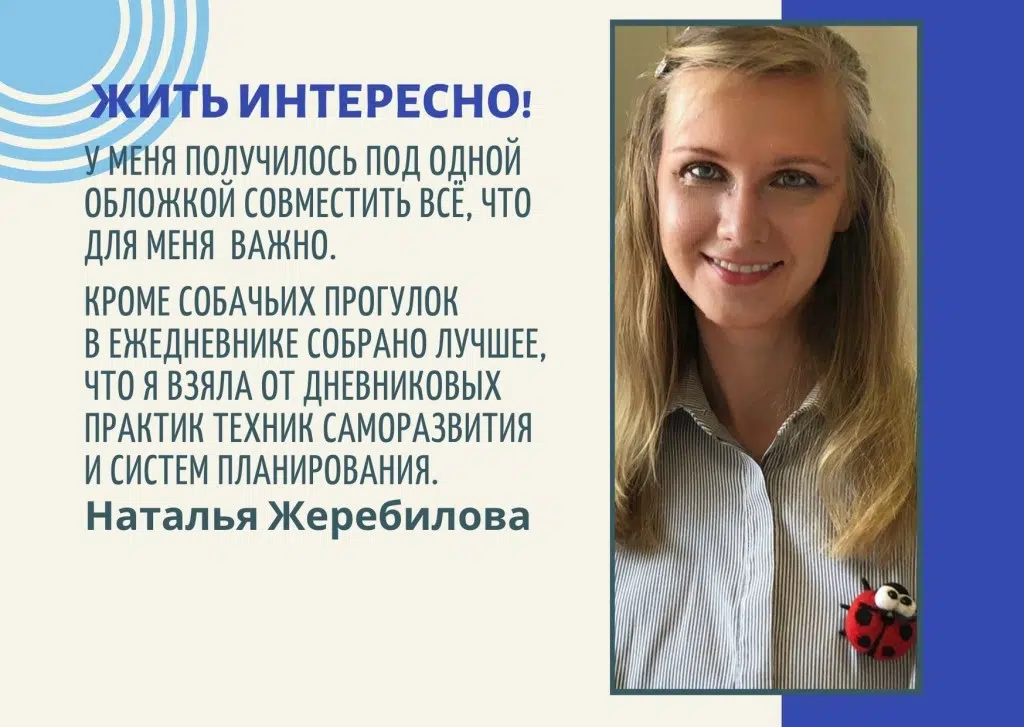 ЖИТЬ ИНТЕРЕСНО!
У МЕНЯ ПОЛУЧИЛОСЬ ПОД ОДНОЙ
ОБЛОЖКОЙ СОВМЕСТИТЬ ВСЁ, ЧТО
ДЛЯ МЕНЯ ВАЖНО.
КРОМЕ СОБАЧЬИХ ПРОГУЛОК
В ЕЖЕДНЕВНИКЕ СОБРАНО ЛУЧШЕЕ,
ЧТО Я ВЗЯЛА ОТ ДНЕВНИКОВЫХ
ПРАКТИК ТЕХНИК САМОРАЗВИТИЯ
И СИСТЕМ ПЛАНИРОВАНИЯ.
Наталья Жеребилова